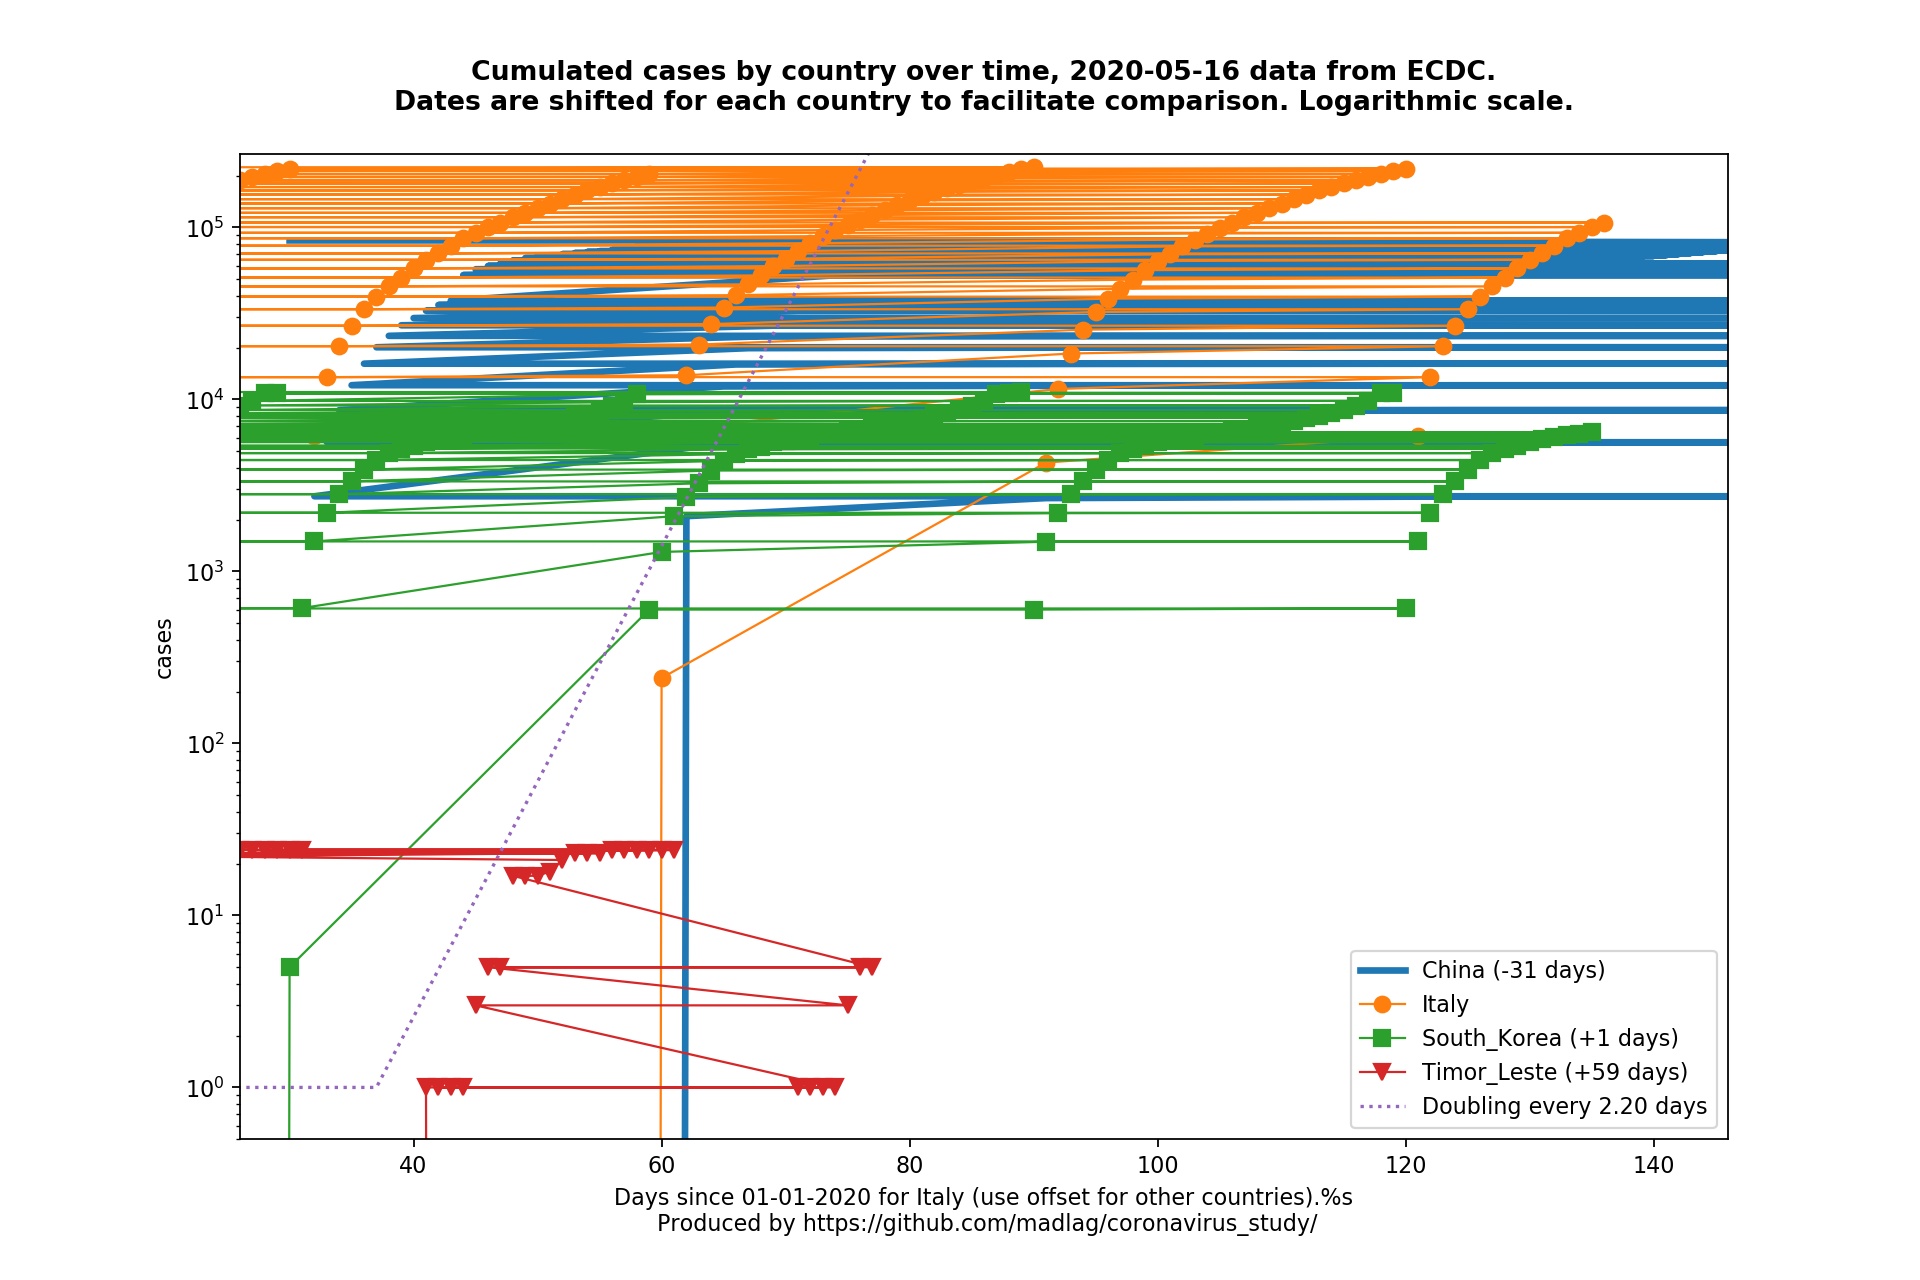 Cumulated cases by country over time, 2020-05-16 data from ECDC.
Dates are shifted for each country to facilitate comparison. Logarithmic scale.
cases
10^5
10^4
10^3
10^2
10^1
10^0
China (-31 days)
Italy
South_Korea (+1 days)
Timor_Leste (+59 days)
Doubling every 2.20 days
40 60 80 100 120 140
Days since 01-01-2020 for Italy (use offset for other countries).%s
Produced by https://github.com/madlag/coronavirus_study/